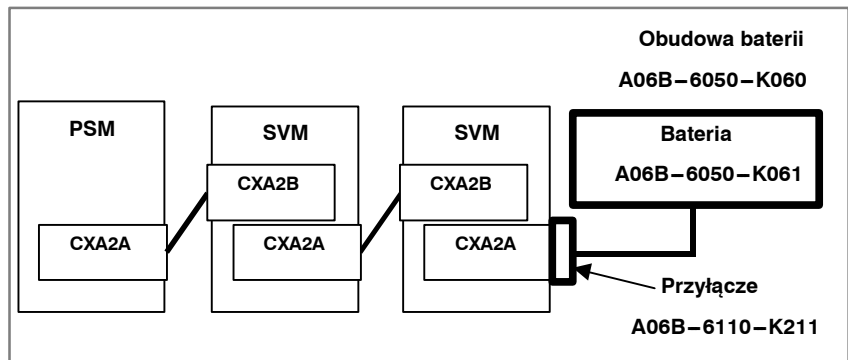 Obudowa baterii
A06B-6050-K060
PSM
SVM
SVM
Bateria
A06B-6050-K061
CXA2B
CXA2B
CXA2A
CXA2A
CXA2A
Przyłącze
A06B-6110-K211